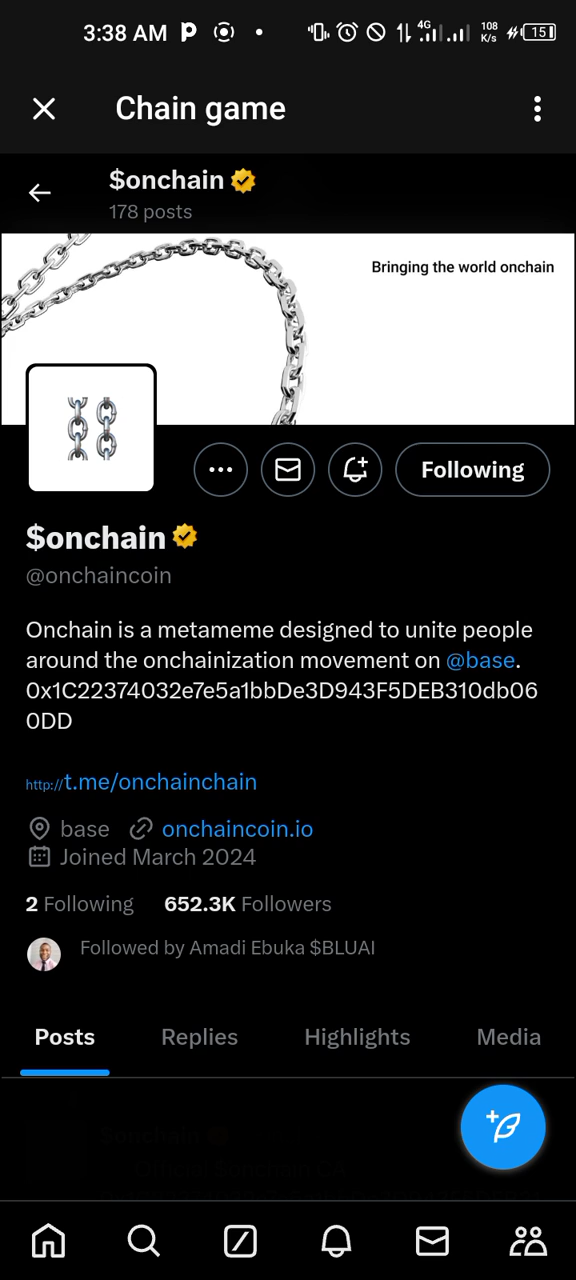 3:38 AM
4G
108 K/s
15
Chain game
$onchain
178 posts
Bringing the world onchain
Following
$onchain
@onchaincoin
Onchain is a metameme designed to unite people
around the onchainization movement on @base.
0x1C22374032e7e5a1bbDe3D943F5DEB310db06
0DD
http://t.me/onchainchain
base onchaincoin.io
Joined March 2024
2 Following 652.3K Followers
Followed by Amadi Ebuka $BLUAI
Posts Replies Highlights Media